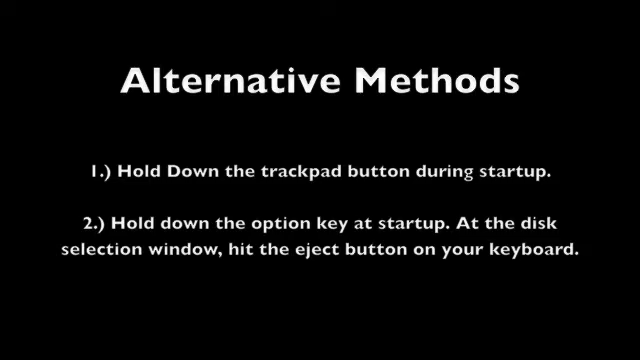 Alternative Methods
1.) Hold Down the trackpad button during startup.
2.) Hold down the option key at startup. At the disk
selection window, hit the eject button on your keyboard.